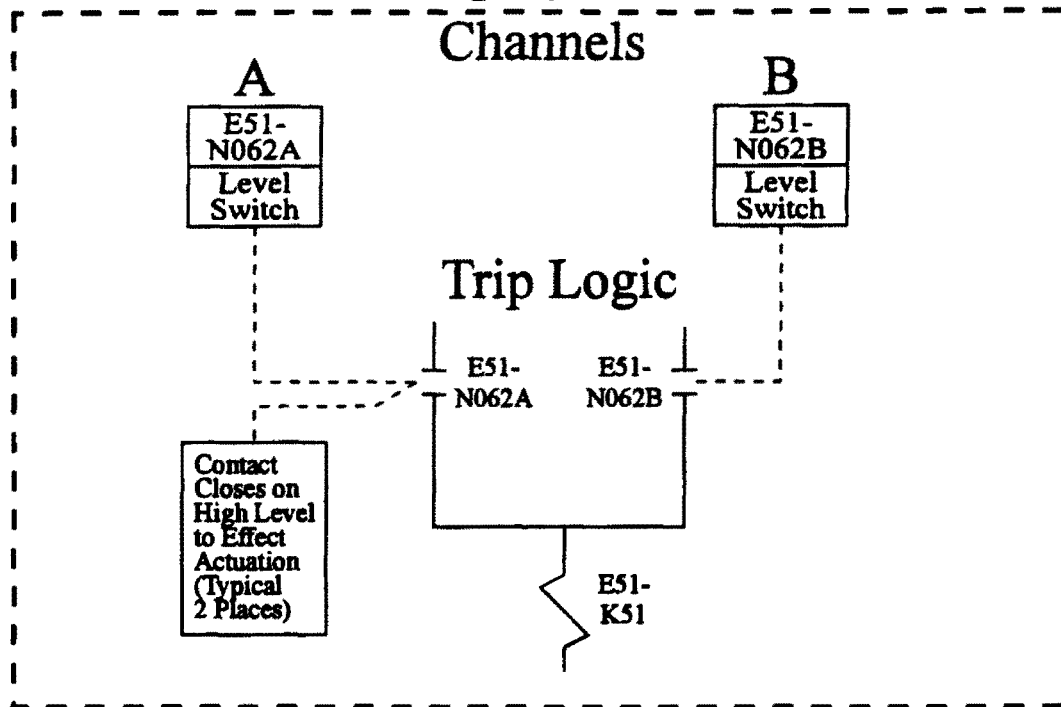 Channels
A
E51-
N062A
Level
Switch
B
E51-
N062B
Level
Switch
Trip Logic
E51-
N062A
E51-
N062B
Contact
Closes on
High Level
to Effect
Actuation
(Typical
2 Places)
E51-
K51